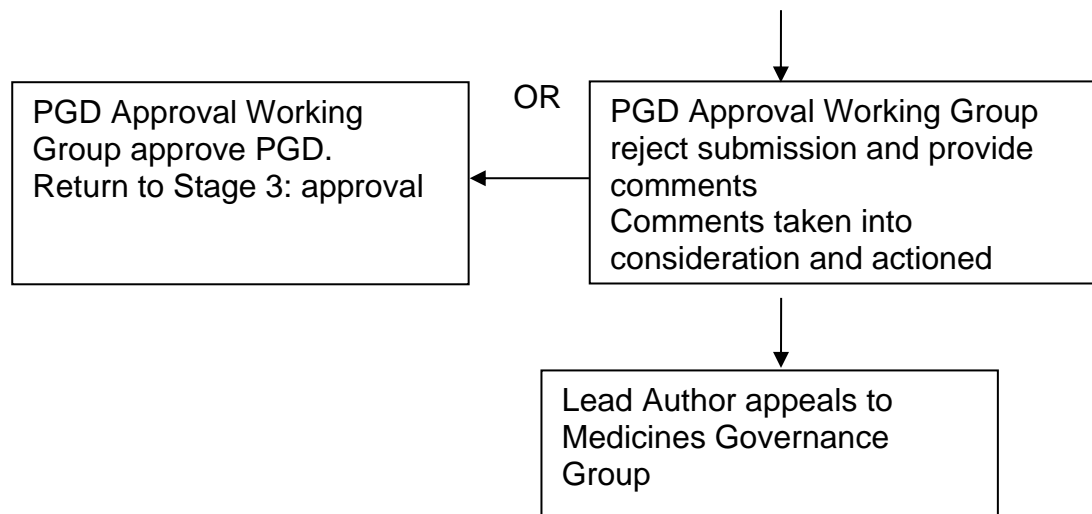 PGD Approval Working
Group approve PGD.
Return to Stage 3: approval
OR
PGD Approval Working Group
reject submission and provide
comments
Comments taken into
consideration and actioned
Lead Author appeals to
Medicines Governance
Group